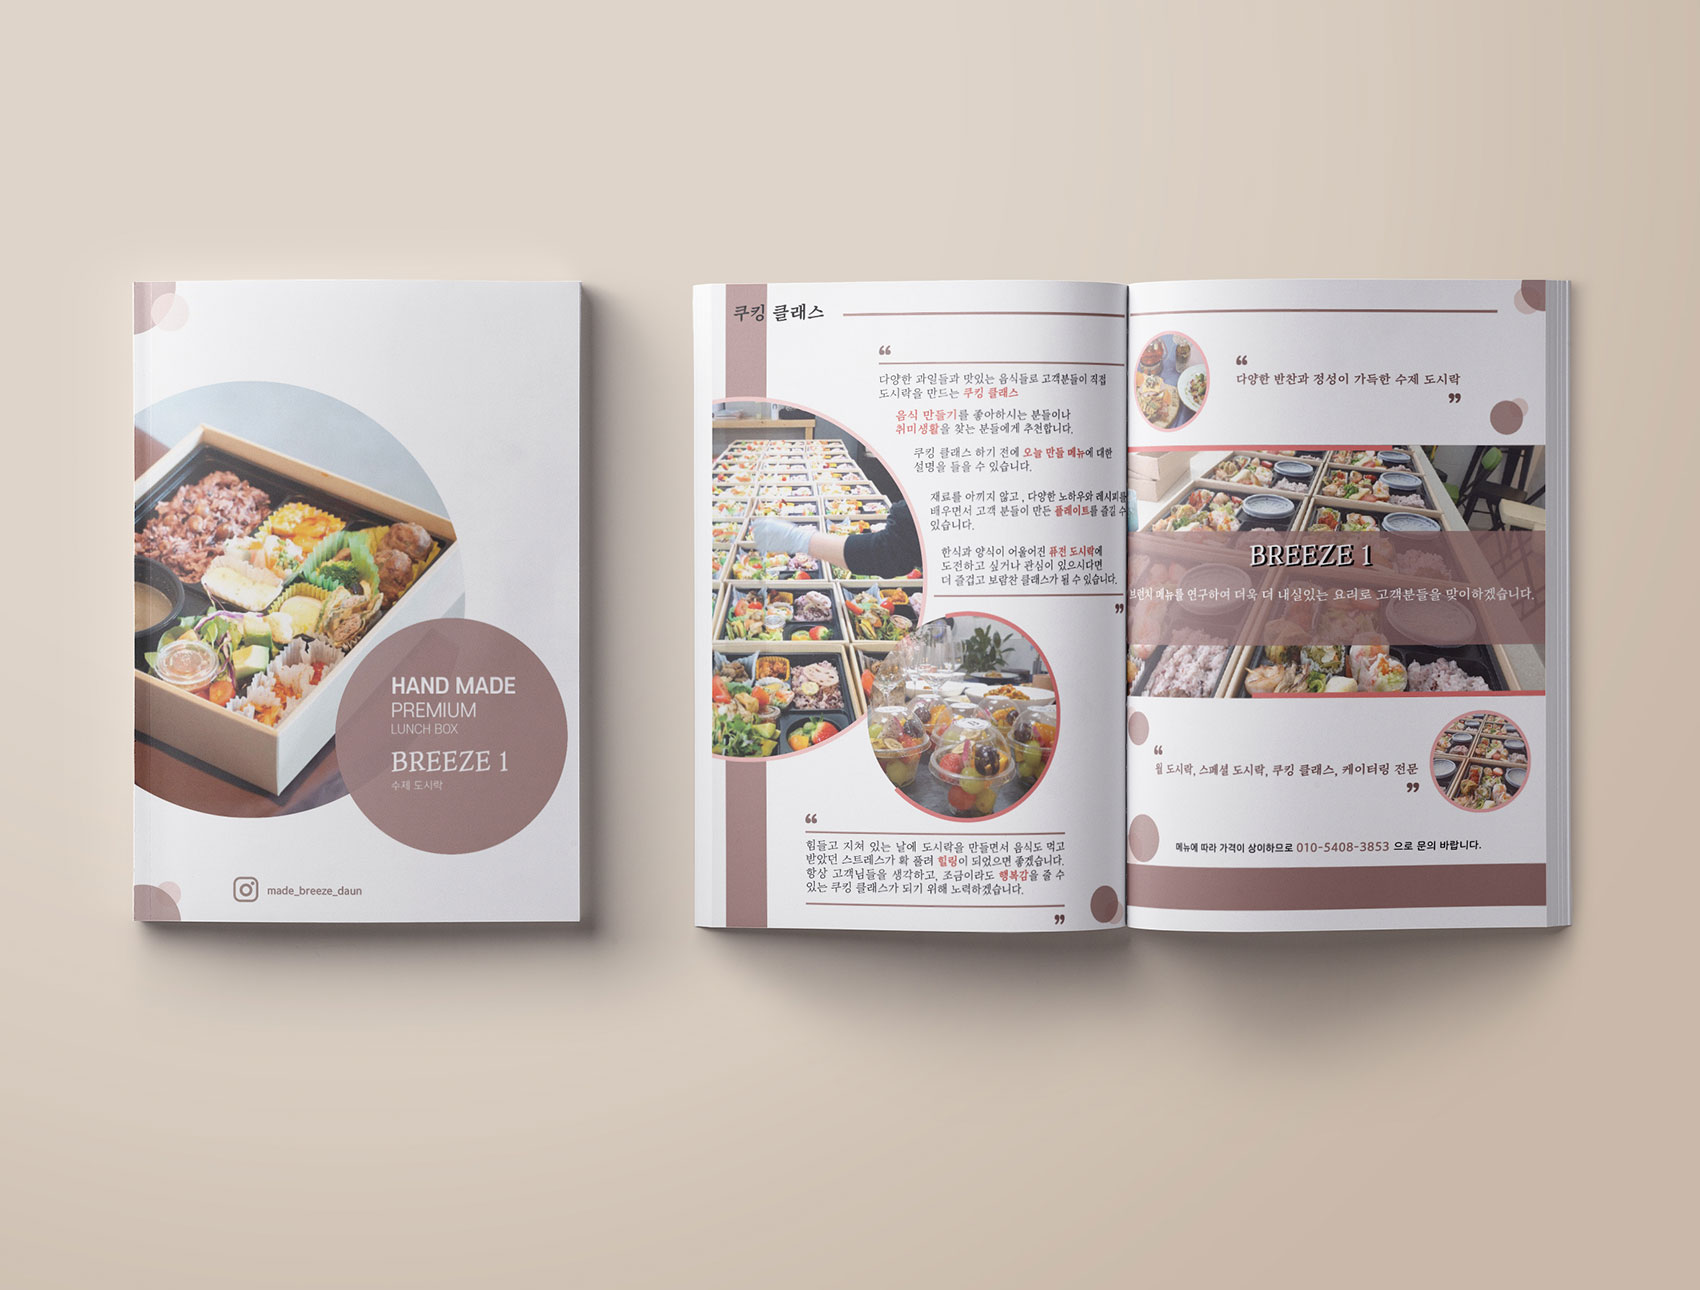 HAND MADE
PREMIUM
LUNCH BOX
BREEZE 1
수제 도시락
made_breeze_daun
쿠킹 클래스
“
다양한 과일들과 맛있는 음식들로 고객분들이 직접
도시락을 만드는 쿠킹 클래스
음식 만들기를 좋아하시는 분들이나
취미생활을 찾는 분들에게 추천합니다.
쿠킹 클래스 하기 전에 오늘 만들 메뉴에 대한
설명을 들을 수 있습니다.
재료를 아끼지 않고, 다양한 노하우와 레시피를
배우면서 고객 분들이 만든 플레이트를 즐길 수
있습니다.
한식과 양식이 어울어진 퓨전 도시락에
도전하고 싶거나 관심이 있으시다면
더 즐겁고 보람찬 클래스가 될 수 있습니다.
”
“
힘들고 지쳐 있는 날에 도시락을 만들면서 음식도 먹고
받았던 스트레스가 확 풀려 힐링이 되었으면 좋겠습니다.
항상 고객님들을 생각하고, 조금이라도 행복감을 줄 수
있는 쿠킹 클래스가 되기 위해 노력하겠습니다.
”
“
다양한 반찬과 정성이 가득한 수제 도시락
”
BREEZE 1
브런치 메뉴를 연구하여 더욱 더 내실있는 요리로 고객분들을 맞이하겠습니다.
“
월 도시락, 스페셜 도시락, 쿠킹 클래스, 케이터링 전문
”
메뉴에 따라 가격이 상이하므로 010-5408-3853 으로 문의 바랍니다.